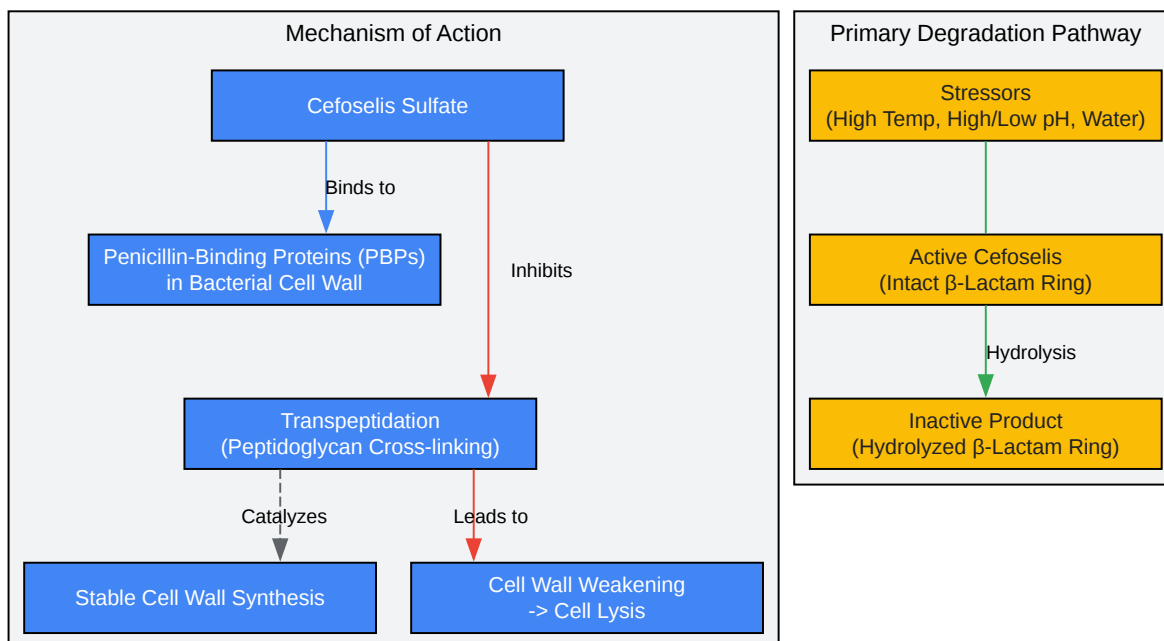 Mechanism of Action
Cefoselis Sulfate
Binds to
Penicillin-Binding Proteins (PBPs)
in Bacterial Cell Wall
Inhibits
Transpeptidation
(Peptidoglycan Cross-linking)
Catalyzes
Leads to
Stable Cell Wall Synthesis
Cell Wall Weakening
-> Cell Lysis
Primary Degradation Pathway
Stressors
(High Temp, High/Low pH, Water)
Active Cefoselis
(Intact β-Lactam Ring)
Hydrolysis
Inactive Product
(Hydrolyzed β-Lactam Ring)